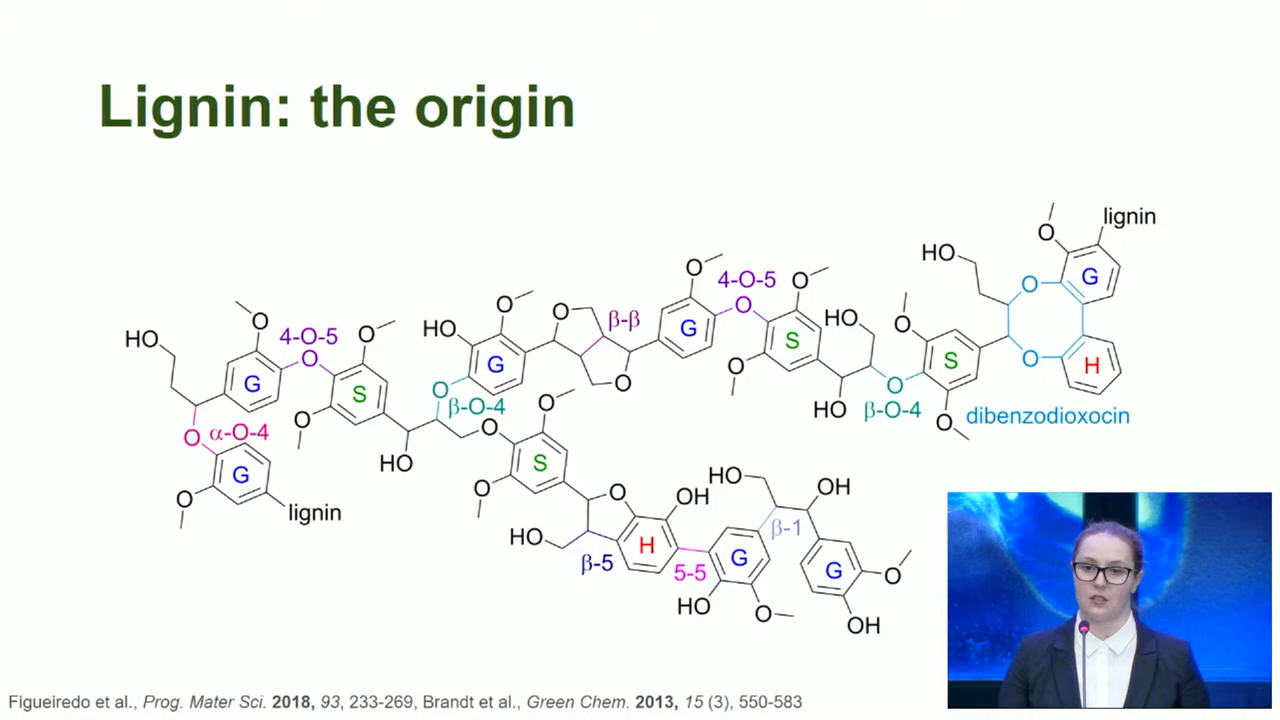 Lignin: the origin
lignin
O
HO
O
G
O
4-O-5
O
O
O
O
O
β-β
HO
O
HO
G
O
S
H
HO
4-O-5
O
G
S
O
G
O
HO
β-O-4
O
S
O
G
O
β-O-4
O
HO
O
dibenzodioxocin
O
α-O-4
O
O
HO
S
G
O
HO
OH
O
O
OH
lignin
β-1
HO
H
G
β-5
5-5
G
O
HO
O
OH
Figueiredo et al., Prog. Mater Sci. 2018, 93, 233-269, Brandt et al., Green Chem. 2013, 15 (3), 550-583